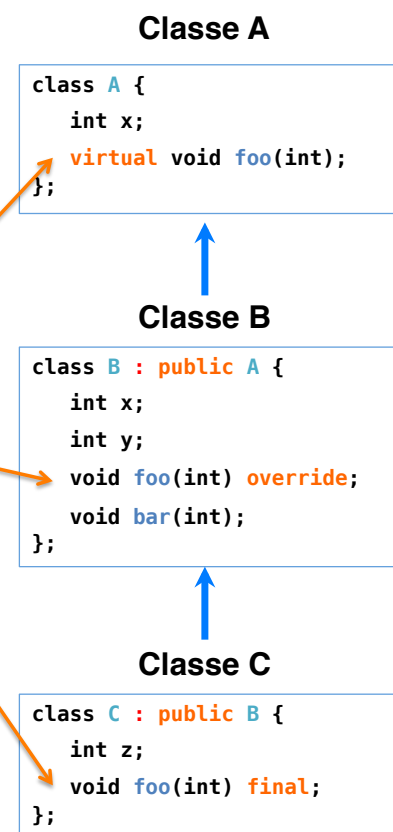 Classe A
class A {
int x;
virtual void foo(int);
};
Classe B
class B : public A {
int x;
int y;
void foo(int) override;
void bar(int);
};
Classe C
class C : public B {
int z;
void foo(int) final;
};